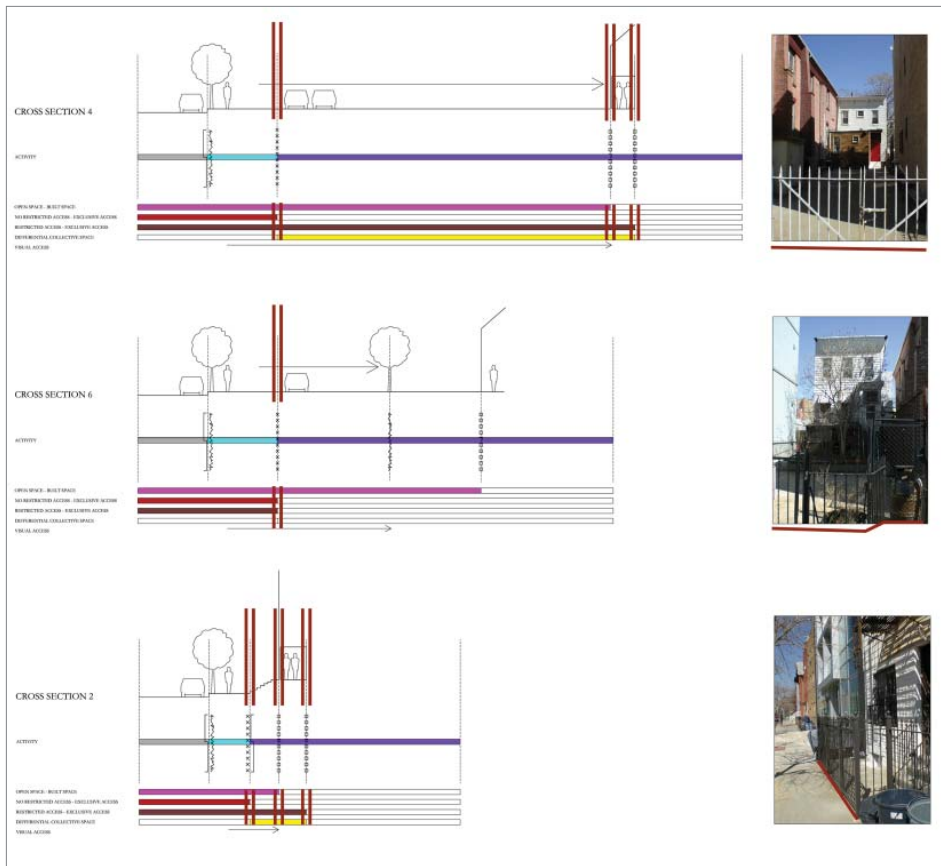 CROSS SECTION 4
ACTIVITY
OPEN SPACE - BUILT SPACE
NO RESTRICTED ACCESS - EXCLUSIVE ACCESS
RESTRICTED ACCESS - EXCLUSIVE ACCESS
DIFFERENTIAL COLLECTIVE SPACE
VISUAL ACCESS
CROSS SECTION 6
ACTIVITY
OPEN SPACE - BUILT SPACE
NO RESTRICTED ACCESS - EXCLUSIVE ACCESS
RESTRICTED ACCESS - EXCLUSIVE ACCESS
DIFFERENTIAL COLLECTIVE SPACE
VISUAL ACCESS
CROSS SECTION 2
ACTIVITY
OPEN SPACE - BUILT SPACE
NO RESTRICTED ACCESS - EXCLUSIVE ACCESS
RESTRICTED ACCESS - EXCLUSIVE ACCESS
DIFFERENTIAL COLLECTIVE SPACE
VISUAL ACCESS